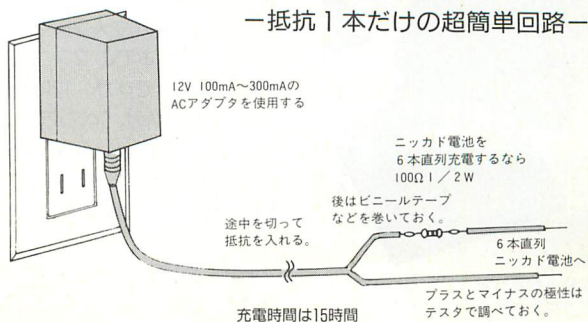 －抵抗1本だけの超簡単回路－
12V 100mA～300mAの
ACアダプタを使用する
ニッカド電池を
6本直列充電するなら
100Ω1／2W
後はビニールテープ
などを巻いておく。
途中を切って
抵抗を入れる。
6本直列
ニッカド電池へ
プラスとマイナスの極性は
テスタで調べておく。
充電時間は15時間